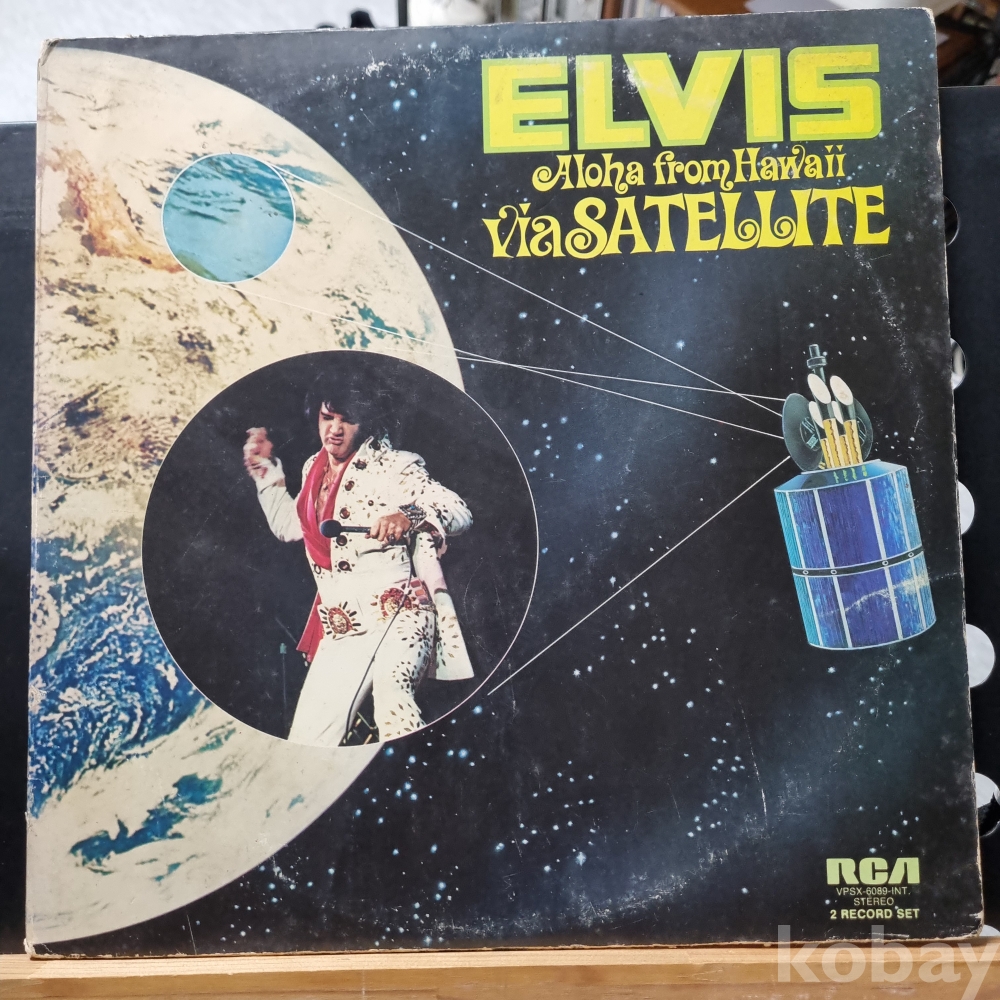 ELVIS
Aloha from Hawaii
via SATELLITE
RCA
VPSX-6089-INT.
STEREO
2 RECORD SET
kobay